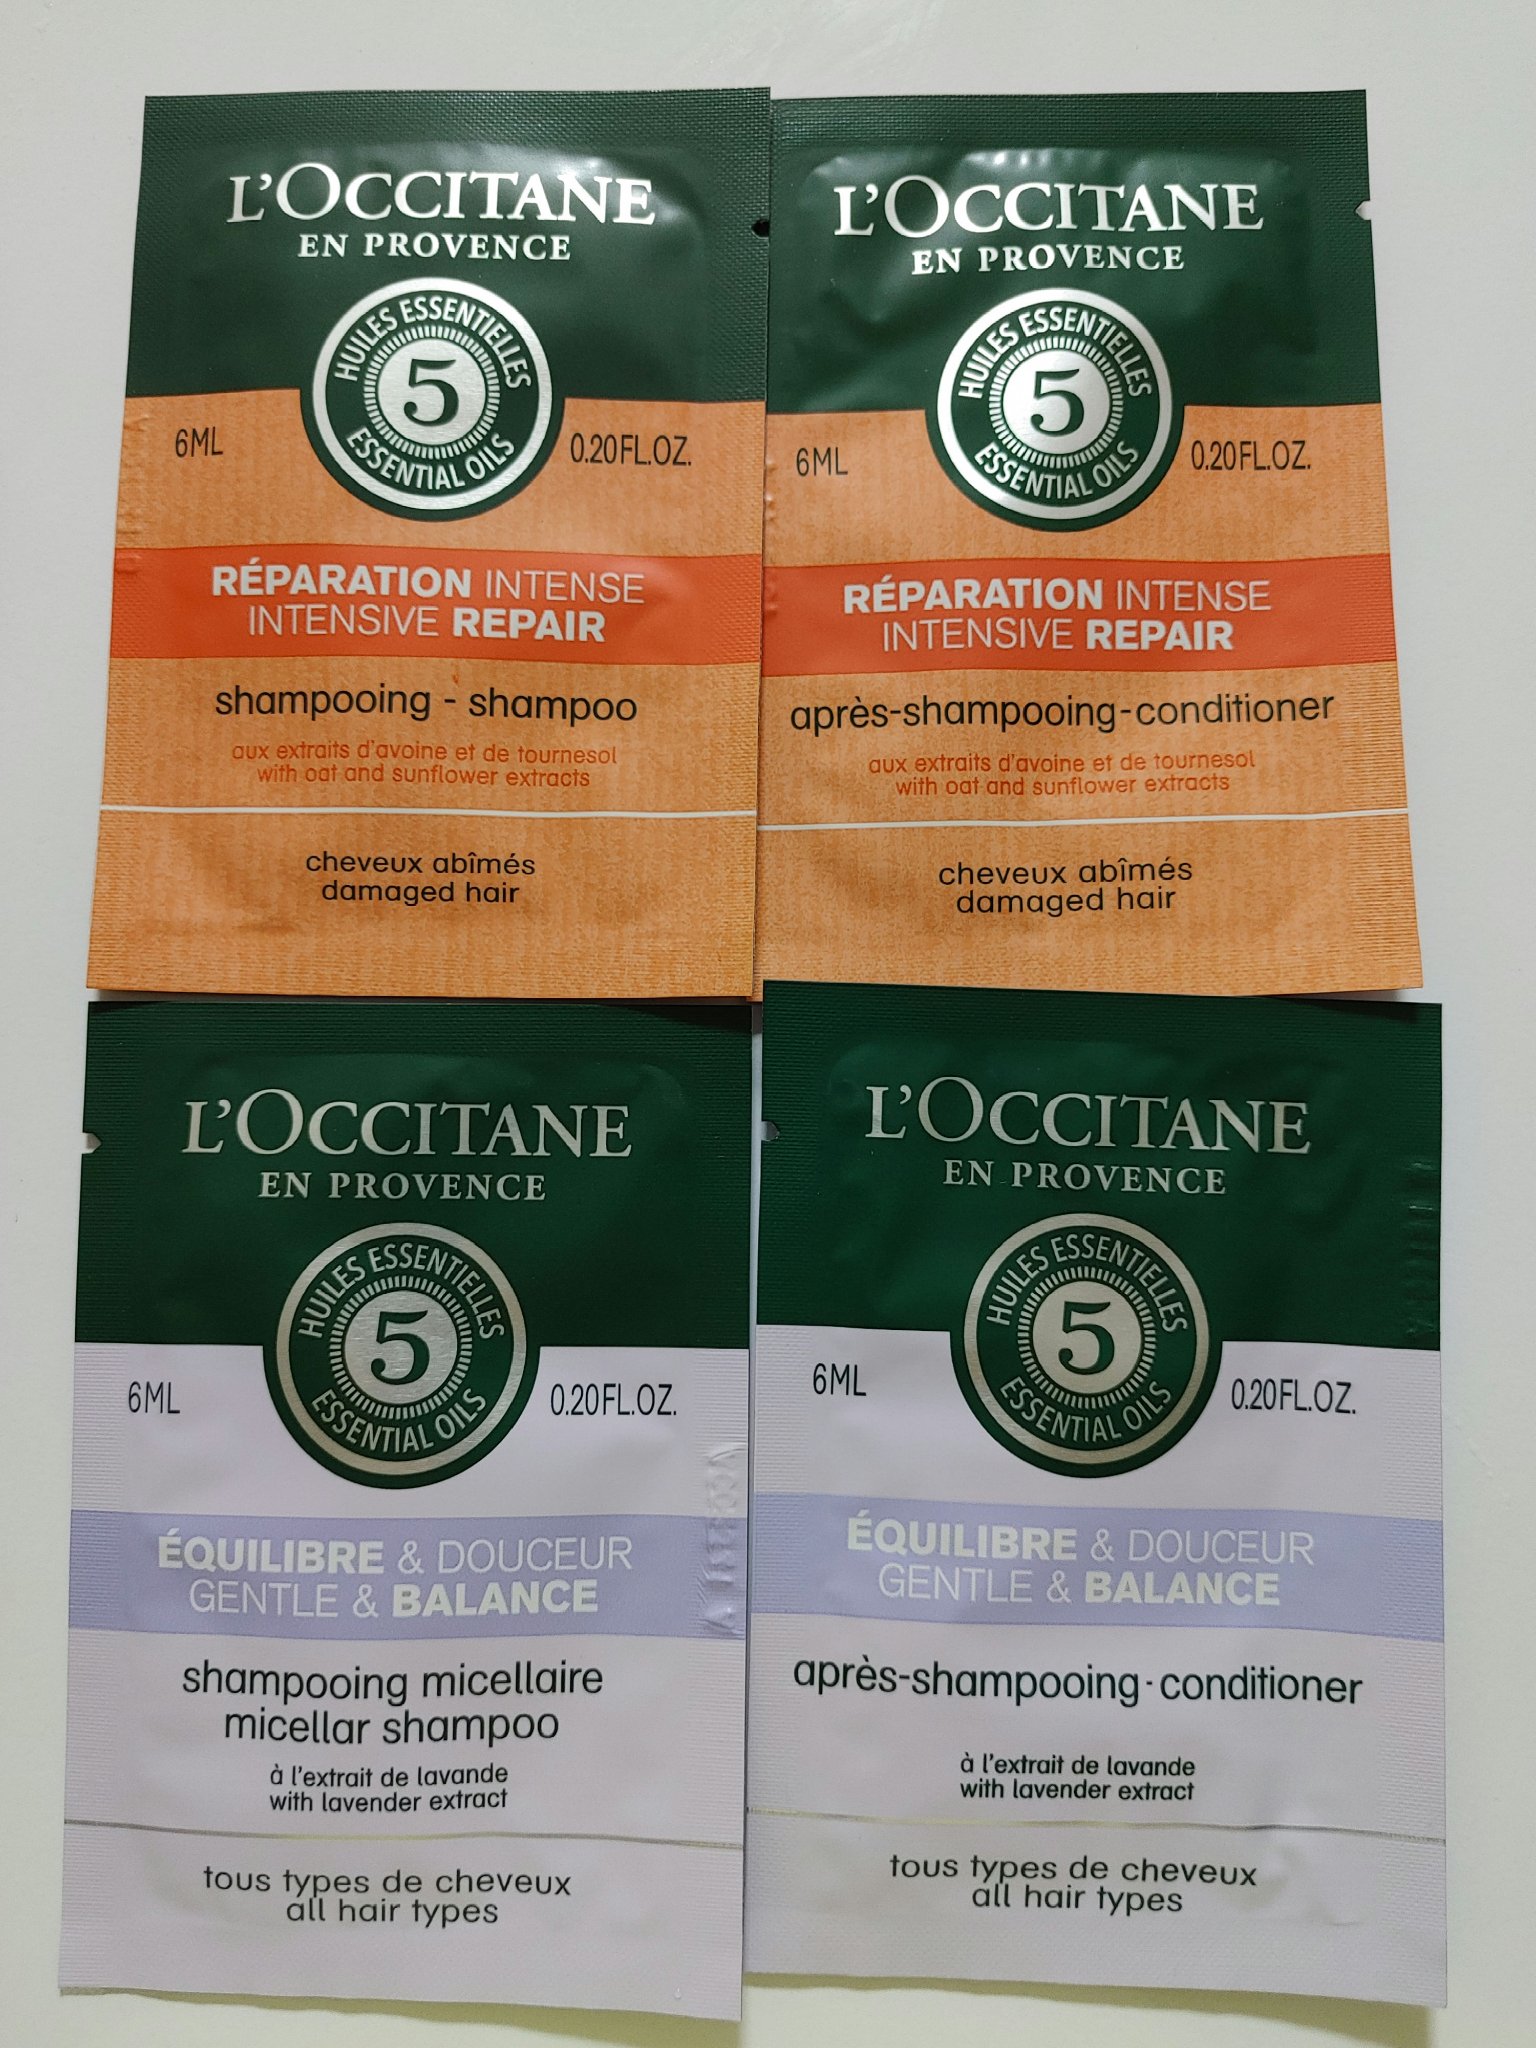 L'OCCITANE
EN PROVENCE
HUILES ESSENTIELLES
5
ESSENTIAL OILS
6ML
0.20FL.OZ.
RÉPARATION INTENSE
INTENSIVE REPAIR
shampooing - shampoo
aux extraits d'avoine et de tournesol
with oat and sunflower extracts
cheveux abîmés
damaged hair
L'OCCITANE
EN PROVENCE
HUILES ESSENTIELLES
5
ESSENTIAL OILS
6ML
0.20FL.OZ.
RÉPARATION INTENSE
INTENSIVE REPAIR
après-shampooing-conditioner
aux extraits d'avoine et de tournesol
with oat and sunflower extracts
cheveux abîmés
damaged hair
L'OCCITANE
EN PROVENCE
HUILES ESSENTIELLES
5
ESSENTIAL OILS
6ML
0.20FL.OZ.
ÉQUILIBRE & DOUCEUR
GENTLE & BALANCE
shampooing micellaire
micellar shampoo
à l'extrait de lavande
with lavender extract
tous types de cheveux
all hair types
L'OCCITANE
EN PROVENCE
HUILES ESSENTIELLES
5
ESSENTIAL OILS
6ML
0.20FL.OZ.
ÉQUILIBRE & DOUCEUR
GENTLE & BALANCE
après-shampooing - conditioner
à l'extrait de lavande
with lavender extract
tous types de cheveux
all hair types